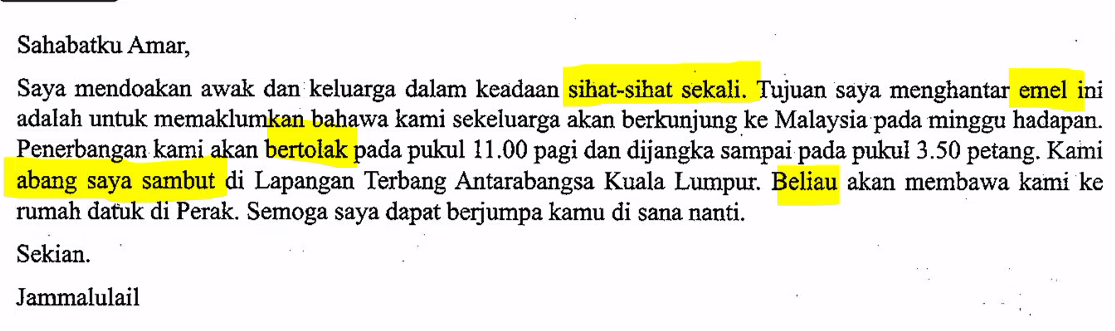 Sahabatku Amar,
Saya mendoakan awak dan keluarga dalam keadaan sihat-sihat sekali. Tujuan saya menghantar emel ini
adalah untuk memaklumkan bahawa kami sekeluarga akan berkunjung ke Malaysia pada minggu hadapan.
Penerbangan kami akan bertolak pada pukul 11.00 pagi dan dijangka sampai pada pukul 3.50 petang. Kami
abang saya sambut di Lapangan Terbang Antarabangsa Kuala Lumpur. Beliau akan membawa kami ke
rumah datuk di Perak. Semoga saya dapat berjumpa kamu di sana nanti.
Sekian.
Jammalulail